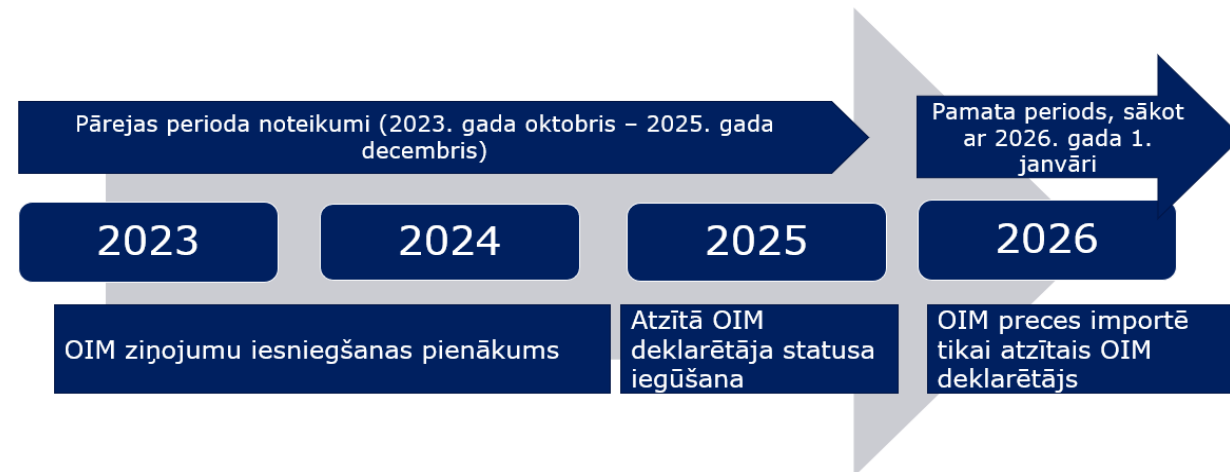 Pārejas perioda noteikumi (2023. gada oktobris – 2025. gada
decembris)
Pamata periods, sākot
ar 2026. gada 1.
janvāri
2023
2024
2025
2026
OIM ziņojumu iesniegšanas pienākums
Atzītā OIM
deklarētāja statusa
iegūšana
OIM preces importē
tikai atzītais OIM
deklarētājs